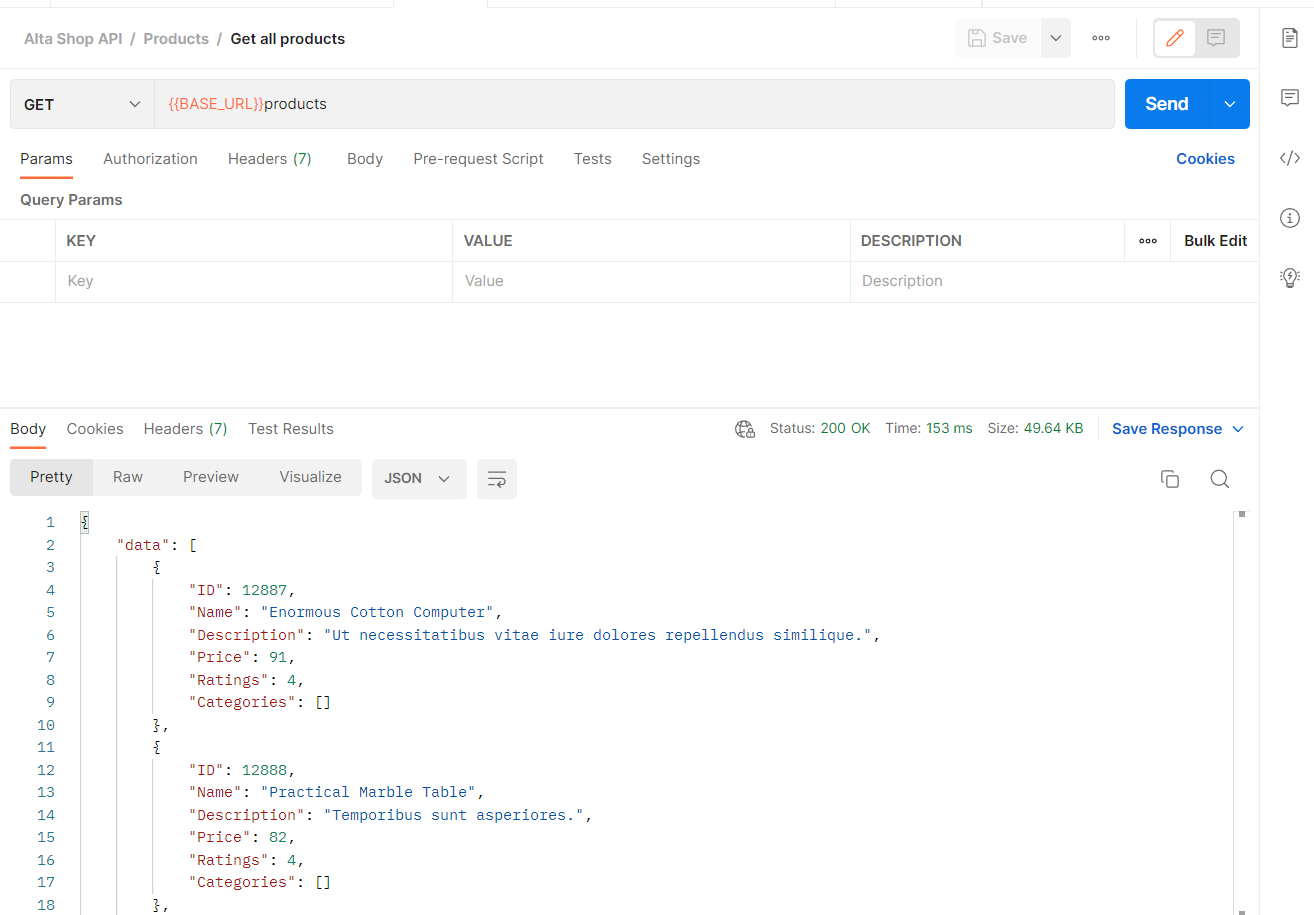 Alta Shop API / Products / Get all products
Save
GET
{{BASE_URL}}products
Send
Params Authorization Headers (7) Body Pre-request Script Tests Settings Cookies
Query Params
KEY VALUE DESCRIPTION Bulk Edit
Key Value Description
Body Cookies Headers (7) Test Results Status: 200 OK Time: 153 ms Size: 49.64 KB Save Response
Pretty Raw Preview Visualize JSON
1 {
2 "data": [
3 {
4 "ID": 12887,
5 "Name": "Enormous Cotton Computer",
6 "Description": "Ut necessitatibus vitae iure dolores repellendus similique.",
7 "Price": 91,
8 "Ratings": 4,
9 "Categories": []
10 },
11 {
12 "ID": 12888,
13 "Name": "Practical Marble Table",
14 "Description": "Temporibus sunt asperiores.",
15 "Price": 82,
16 "Ratings": 4,
17 "Categories": []
18 },